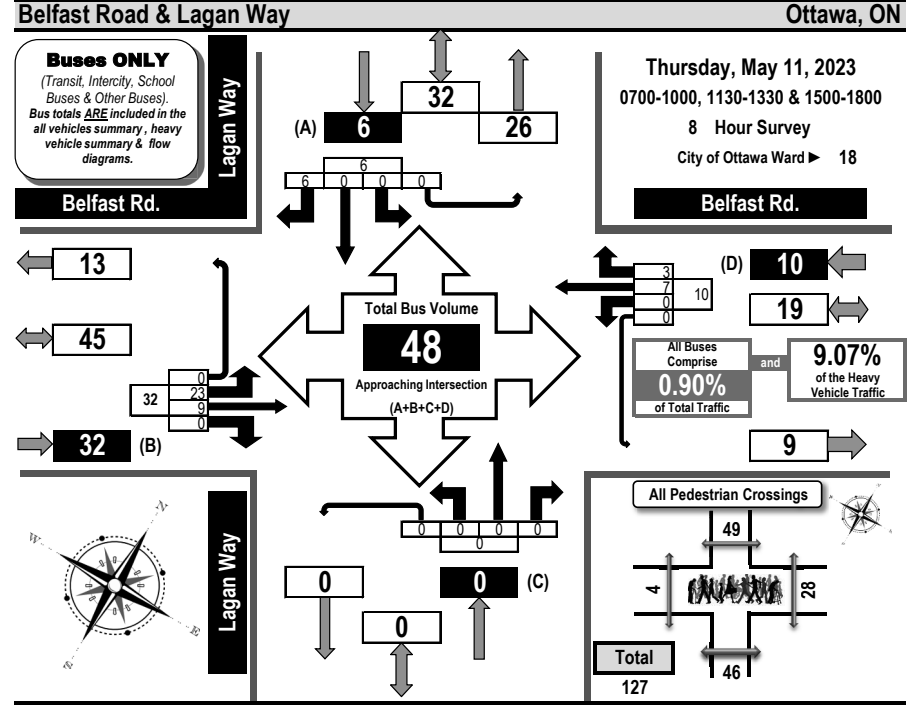 Belfast Road & Lagan Way
Ottawa, ON
Buses ONLY
(Transit, Intercity, School
Buses & Other Buses).
Bus totals ARE included in the
all vehicles summary , heavy
vehicle summary & flow
diagrams.
Lagan Way
Belfast Rd.
32
(A) 6
26
6
6 0 0 0
Thursday, May 11, 2023
0700-1000, 1130-1330 & 1500-1800
8 Hour Survey
City of Ottawa Ward ► 18
Belfast Rd.
13
45
0
23
9
0
32
32 (B)
Total Bus Volume
48
Approaching Intersection
(A+B+C+D)
3
7
0
0
10
(D) 10
19
All Buses
Comprise
0.90%
of Total Traffic
and
9.07%
of the Heavy
Vehicle Traffic
9
N
W
E
S
Lagan Way
0 0 0 0
0
0
0 (C)
0
All Pedestrian Crossings
49
4
28
46
Total
127